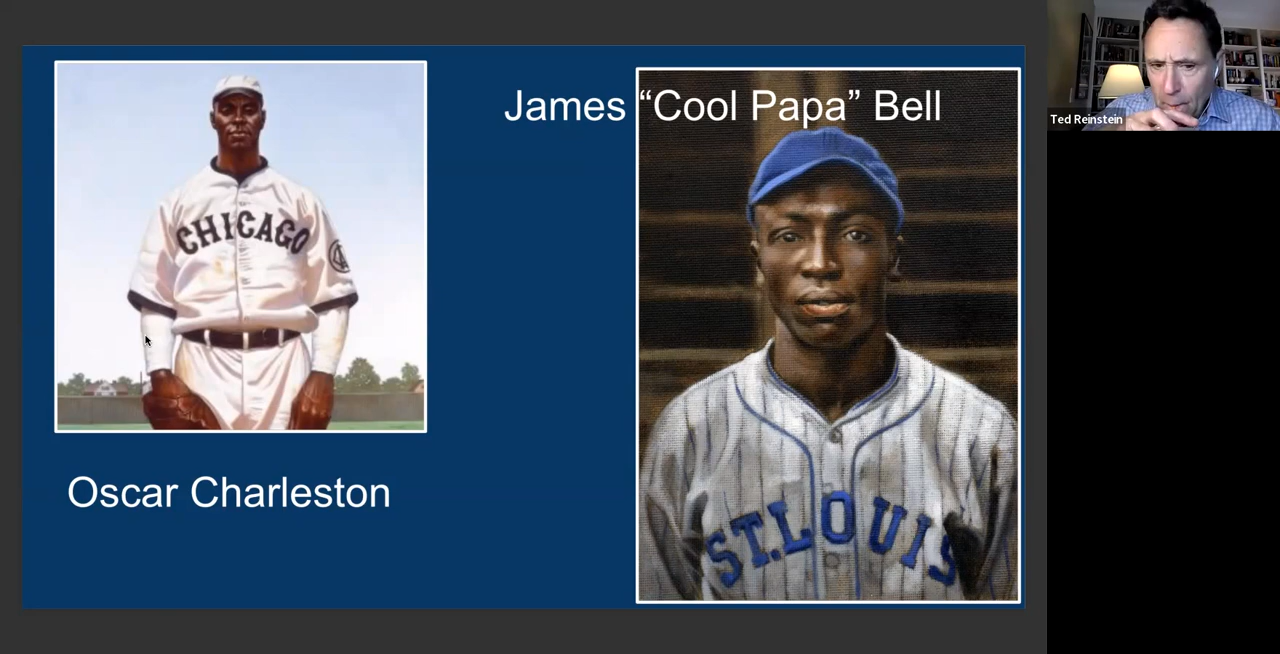 James “Cool Papa” Bell
CHICAGO
Oscar Charleston
ST. LOUIS
Ted Reinstein